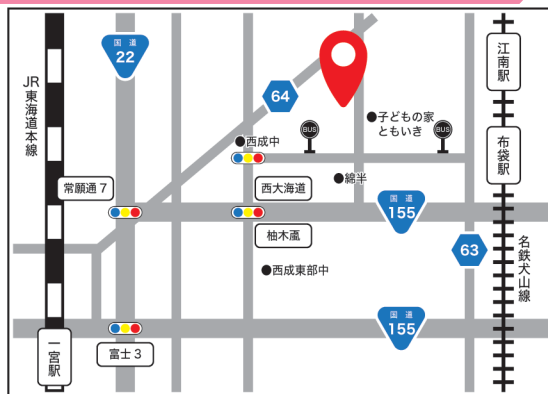 国道
22
江南駅
JR東海道本線
64
●子どもの家
ともいき
BUS
BUS
●西成中
布袋駅
常願通7
西大海道
●綿半
国道
155
柚木颪
63
名鉄犬山線
●西成東部中
国道
155
一宮駅
富士3